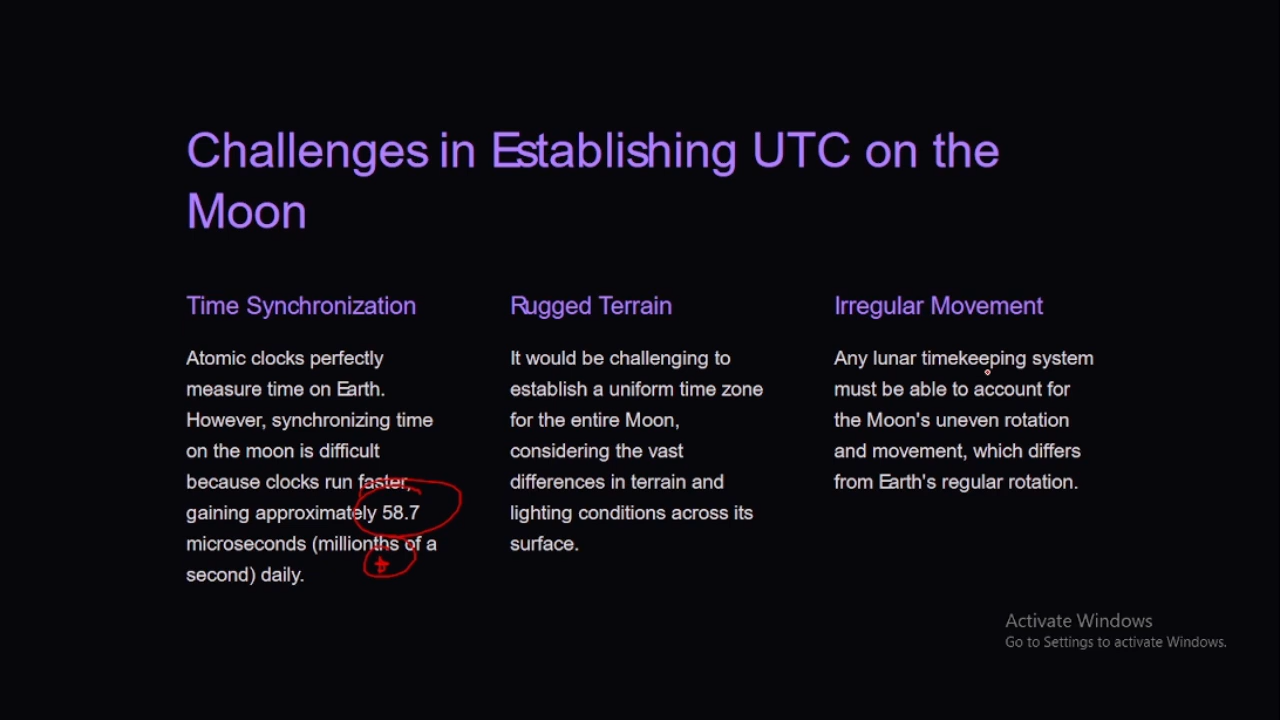 Challenges in Establishing UTC on the
Moon
Time Synchronization
Atomic clocks perfectly
measure time on Earth.
However, synchronizing time
on the moon is difficult
because clocks run faster,
gaining approximately 58.7
microseconds (millionths of a
second) daily.
+
Rugged Terrain
It would be challenging to
establish a uniform time zone
for the entire Moon,
considering the vast
differences in terrain and
lighting conditions across its
surface.
Irregular Movement
Any lunar timekeeping system
must be able to account for
the Moon's uneven rotation
and movement, which differs
from Earth's regular rotation.
Activate Windows
Go to Settings to activate Windows.